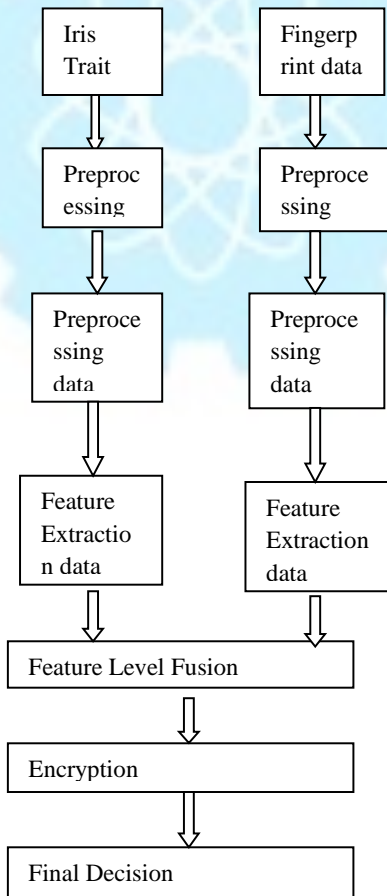 Iris
Trait
Fingerp
rint data
Preproc
essing
Preproce
ssing
Preproce
ssing
data
Preproce
ssing
data
Feature
Extractio
n data
Feature
Extraction
data
Feature Level Fusion
Encryption
Final Decision